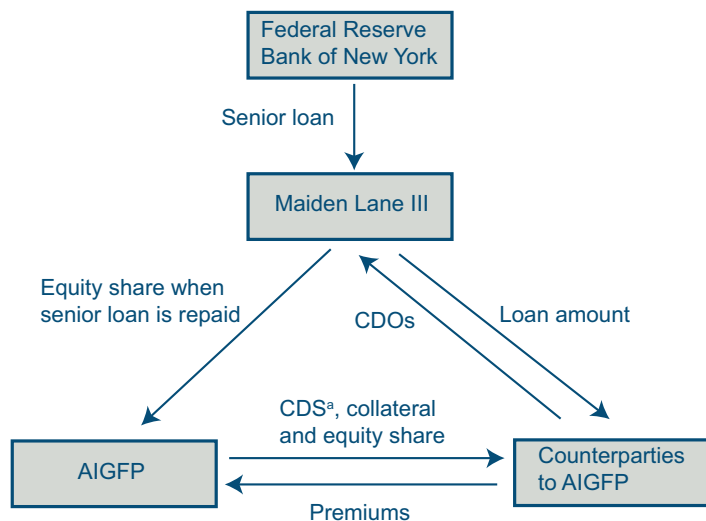 Federal Reserve
Bank of New York
Senior loan
Maiden Lane III
Equity share when
senior loan is repaid
CDOs
Loan amount
CDSᵃ, collateral
and equity share
AIGFP
Counterparties
to AIGFP
Premiums